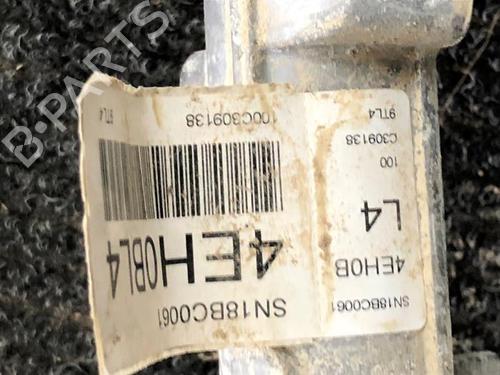 B-PARTS
9TL4
100C309138
4EH0BL4
SN18BC0061
9TL4
C309138
100
L4
4EH0B
SN18BC0061